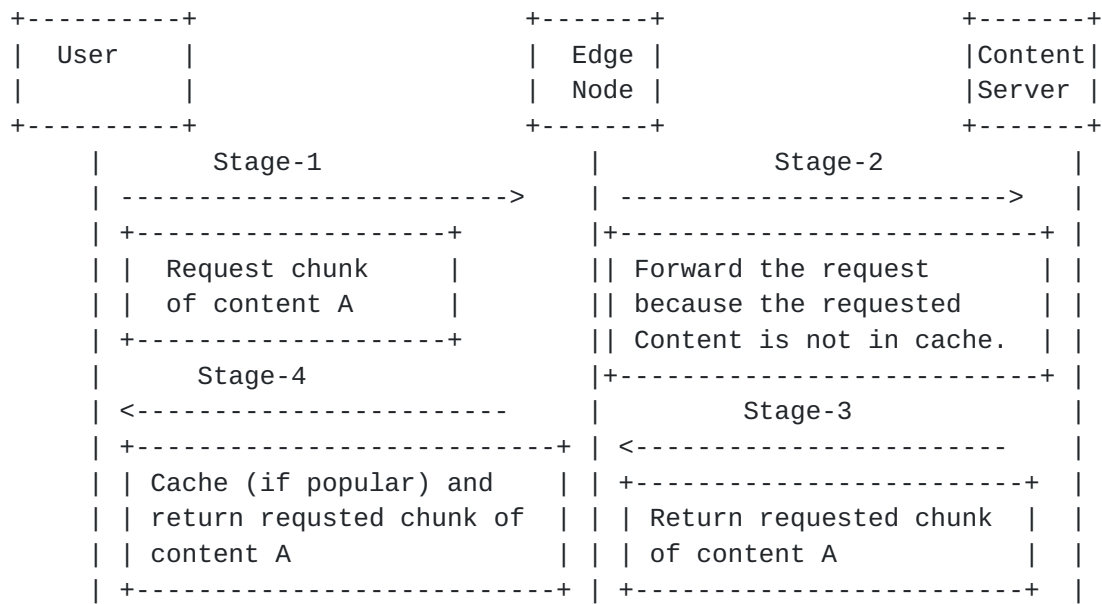 +----------+                     +-------+                   +-------+
|  User    |                     |  Edge |                   |Content|
|          |                     |  Node |                   |Server |
+----------+                     +-------+                   +-------+
     |       Stage-1                 |           Stage-2            |
     | ------------------------->    | ------------------------->   |
     | +--------------------+        |+---------------------------+ |
     | |  Request chunk     |        || Forward the request       | |
     | |  of content A      |        || because the requested     | |
     | +--------------------+        || Content is not in cache.  | |
     |      Stage-4                  |+---------------------------+ |
     | <------------------------     |         Stage-3              |
     | +---------------------------+ | <------------------------    |
     | | Cache (if popular) and    | | +--------------------------+ |
     | | return requsted chunk of  | | | Return requested chunk  |  |
     | | content A                 | | | of content A            |  |
     | +---------------------------+ | +--------------------------+ |